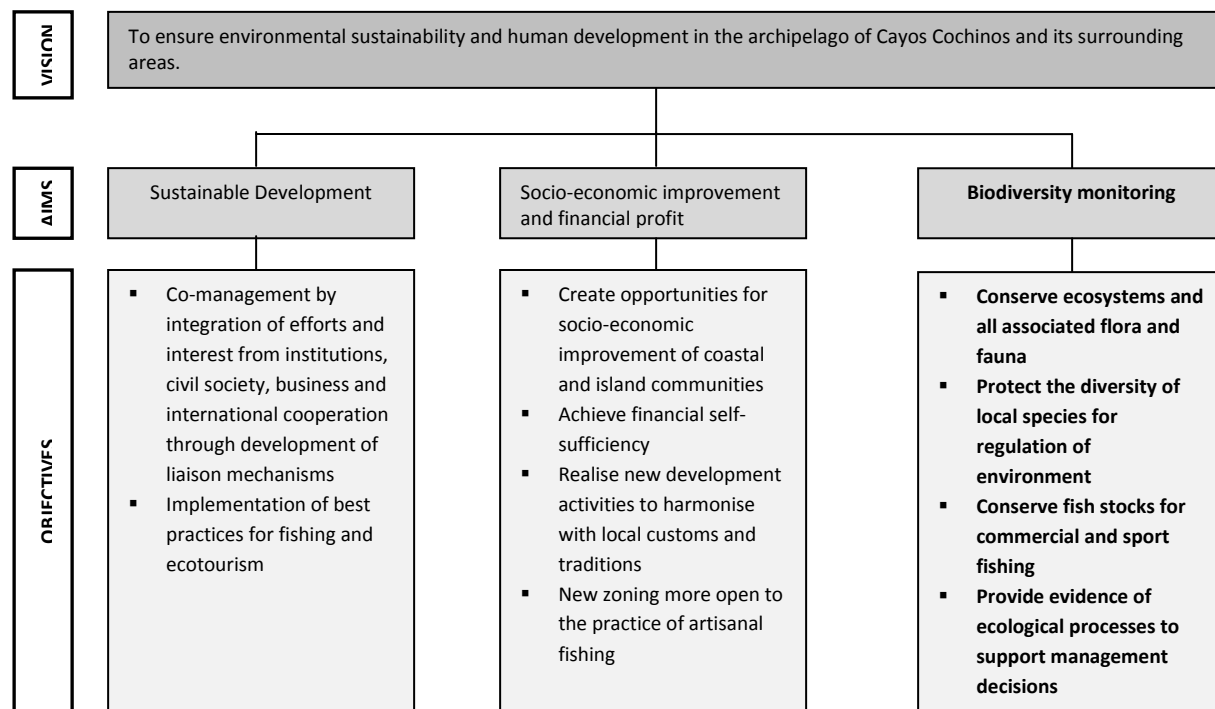 VISION
To ensure environmental sustainability and human development in the archipelago of Cayos Cochinos and its surrounding
areas.
AIMS
Sustainable Development
Socio-economic improvement
and financial profit
Biodiversity monitoring
OBJECTIVES
▪ Co-management by
integration of efforts and
interest from institutions,
civil society, business and
international cooperation
through development of
liaison mechanisms
▪ Implementation of best
practices for fishing and
ecotourism
▪ Create opportunities for
socio-economic
improvement of coastal
and island communities
▪ Achieve financial self-
sufficiency
▪ Realise new development
activities to harmonise
with local customs and
traditions
▪ New zoning more open to
the practice of artisanal
fishing
▪ Conserve ecosystems and
all associated flora and
fauna
▪ Protect the diversity of
local species for
regulation of
environment
▪ Conserve fish stocks for
commercial and sport
fishing
▪ Provide evidence of
ecological processes to
support management
decisions